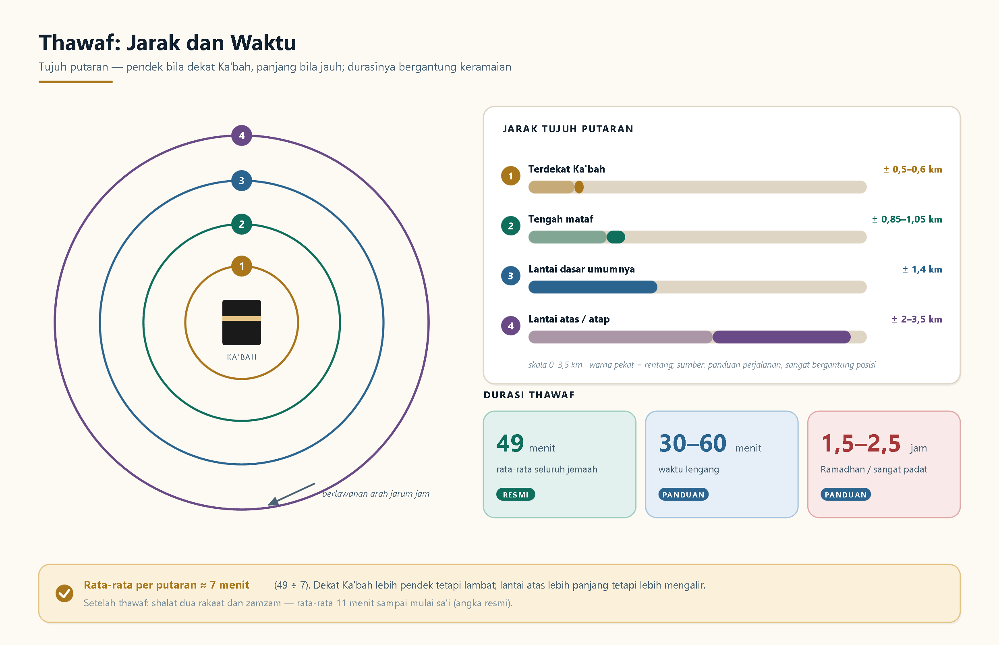 Thawaf: Jarak dan Waktu
Tujuh putaran — pendek bila dekat Ka'bah, panjang bila jauh; durasinya bergantung keramaian
4
3
2
1
KA'BAH
berlawanan arah jarum jam
JARAK TUJUH PUTARAN
1 Terdekat Ka'bah ± 0,5–0,6 km
2 Tengah mataf ± 0,85–1,05 km
3 Lantai dasar umumnya ± 1,4 km
4 Lantai atas / atap ± 2–3,5 km
skala 0–3,5 km · warna pekat = rentang; sumber: panduan perjalanan, sangat bergantung posisi
DURASI THAWAF
49 menit
rata-rata seluruh jemaah
RESMI
30–60 menit
waktu lengang
PANDUAN
1,5–2,5 jam
Ramadhan / sangat padat
PANDUAN
Rata-rata per putaran ≈ 7 menit (49 ÷ 7). Dekat Ka'bah lebih pendek tetapi lambat; lantai atas lebih panjang tetapi lebih mengalir.
Setelah thawaf: shalat dua rakaat dan zamzam — rata-rata 11 menit sampai mulai sa'i (angka resmi).